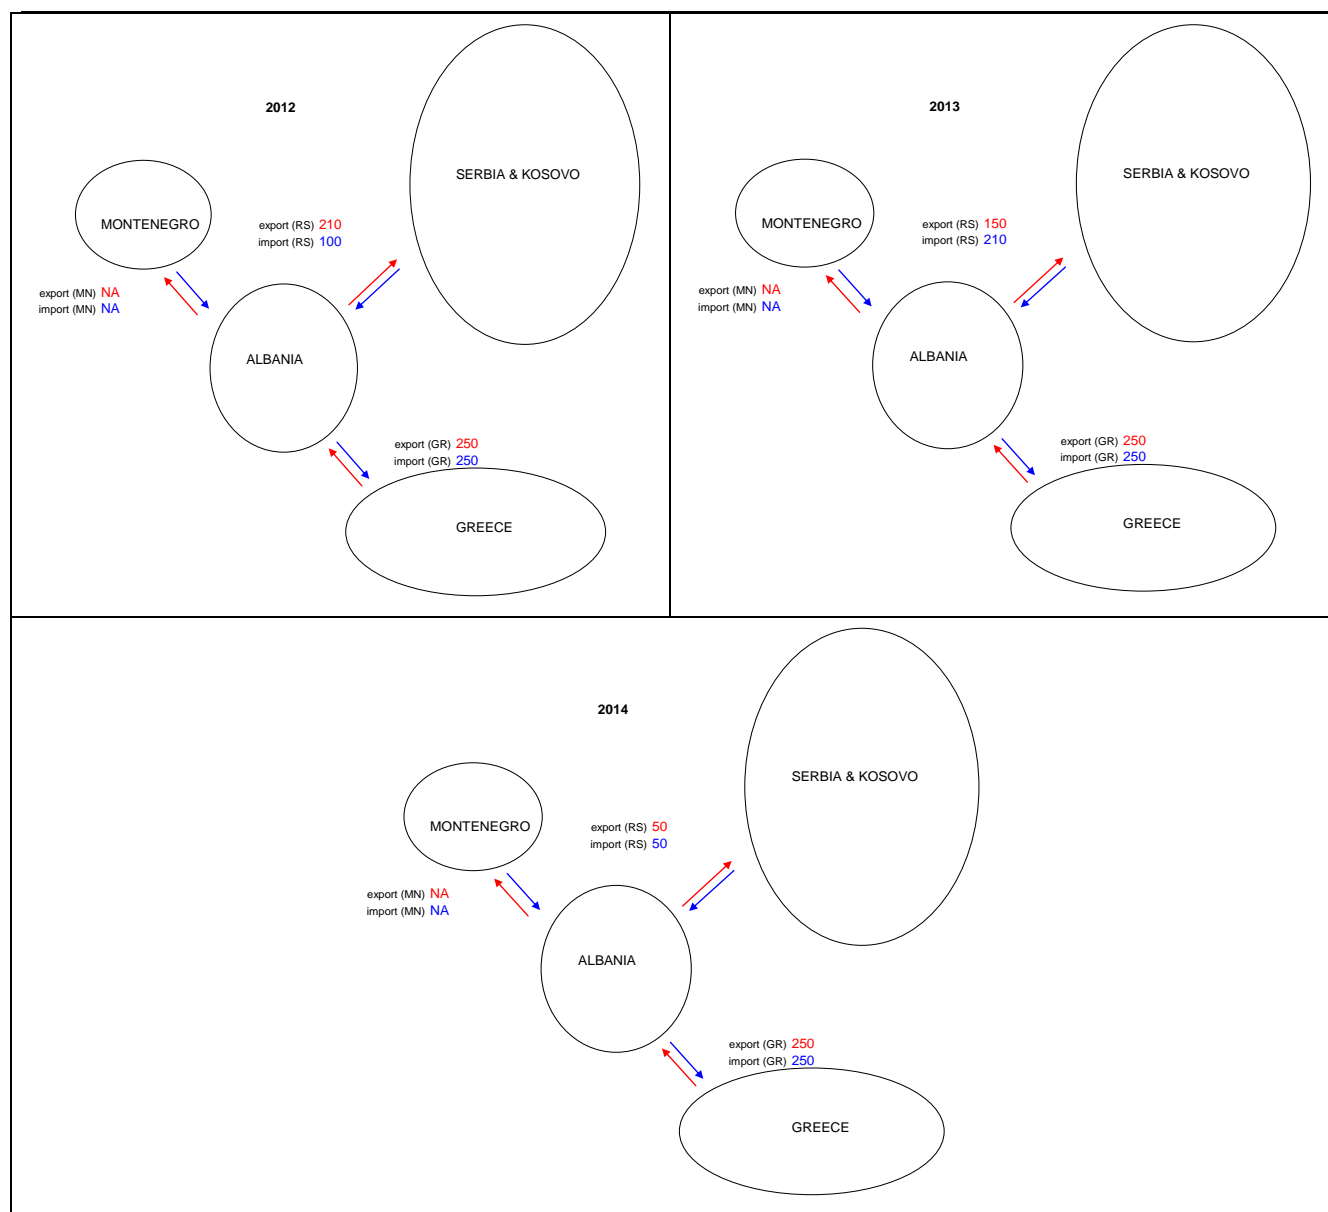 2012
SERBIA & KOSOVO
MONTENEGRO
export (RS) 210
import (RS) 100
export (MN) NA
import (MN) NA
ALBANIA
export (GR) 250
import (GR) 250
GREECE
2013
SERBIA & KOSOVO
MONTENEGRO
export (RS) 150
import (RS) 210
export (MN) NA
import (MN) NA
ALBANIA
export (GR) 250
import (GR) 250
GREECE
2014
SERBIA & KOSOVO
MONTENEGRO
export (RS) 50
import (RS) 50
export (MN) NA
import (MN) NA
ALBANIA
export (GR) 250
import (GR) 250
GREECE